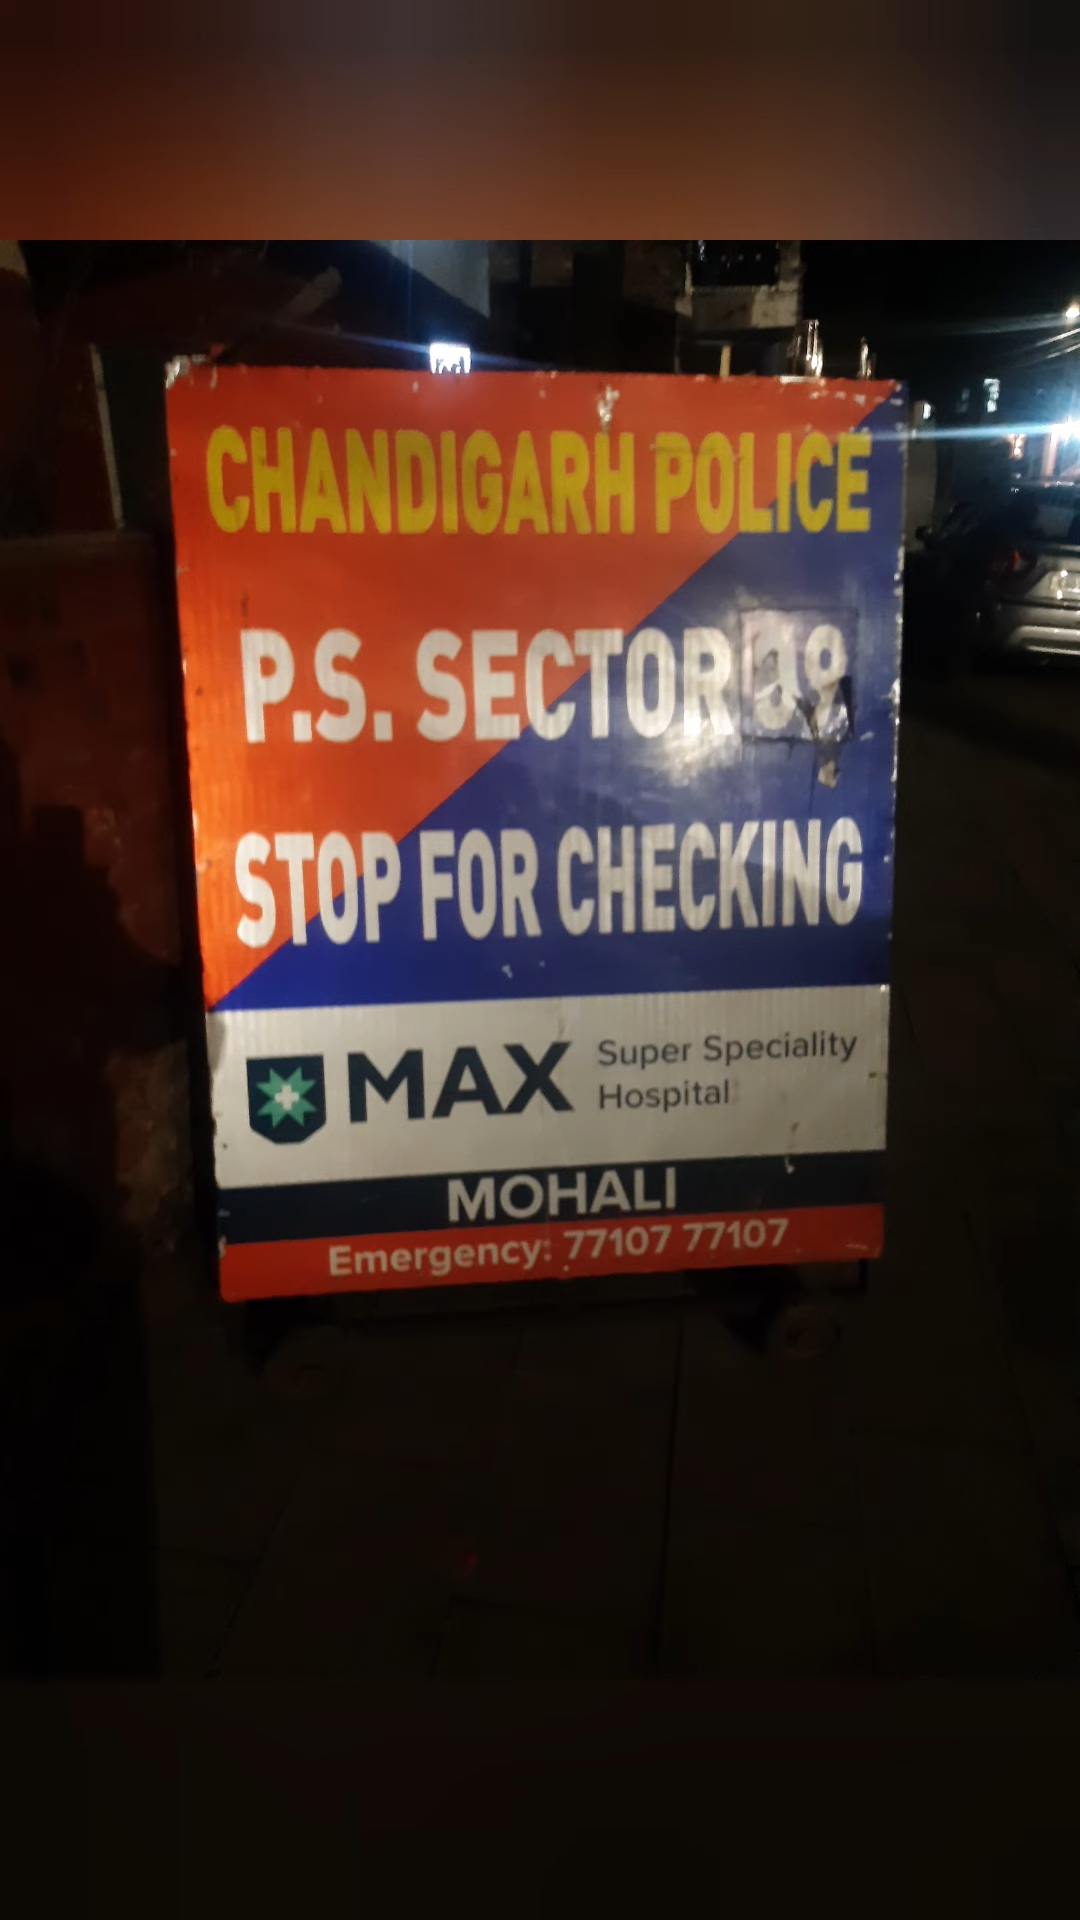 CHANDIGARH POLICE
P.S. SECTOR
STOP FOR CHECKING
MAX Super Speciality
Hospital
MOHALI
Emergency: 77107 77107